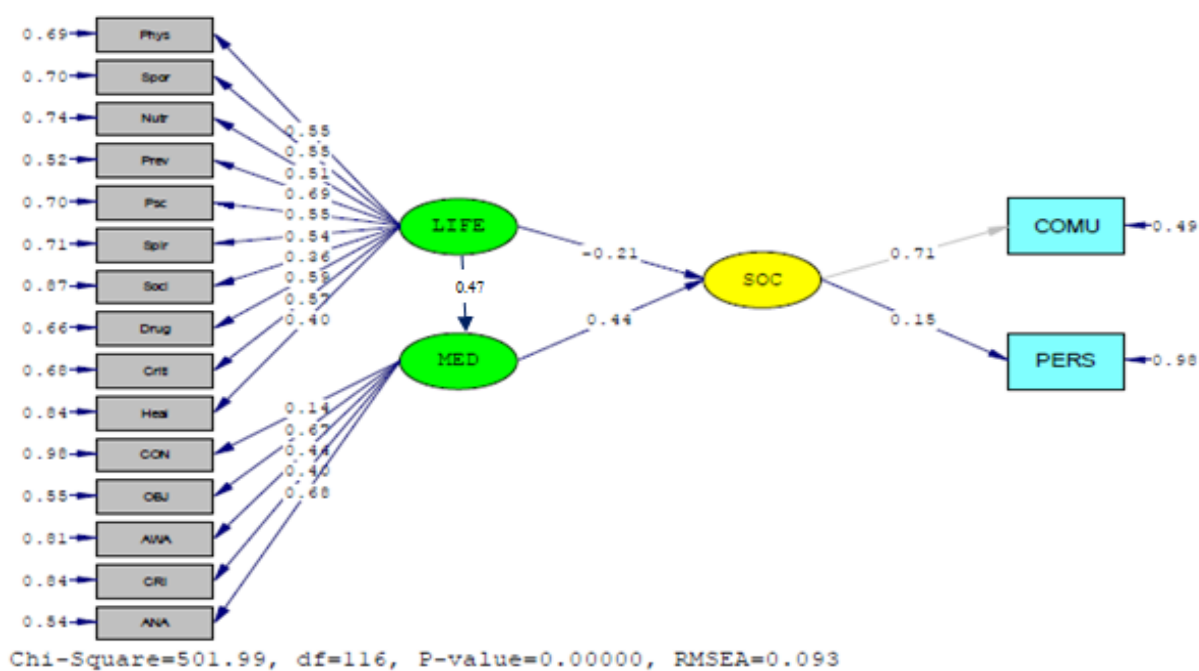 0.69 Phys
0.70 Spor
0.74 Nutr
0.52 Prev
0.70 Psc
0.71 Spir
0.87 Soci
0.66 Drug
0.68 Crit
0.84 Heal
0.98 CON
0.55 OBJ
0.81 AWA
0.84 CRI
0.54 ANA
0.55
0.55
0.51
0.69
0.55
0.54
0.36
0.59
0.57
0.40
0.14
0.67
0.44
0.40
0.68
LIFE
0.47
MED
-0.21
0.44
SOC
0.71
0.15
COMU 0.49
PERS 0.98
Chi-Square=501.99, df=116, P-value=0.00000, RMSEA=0.093